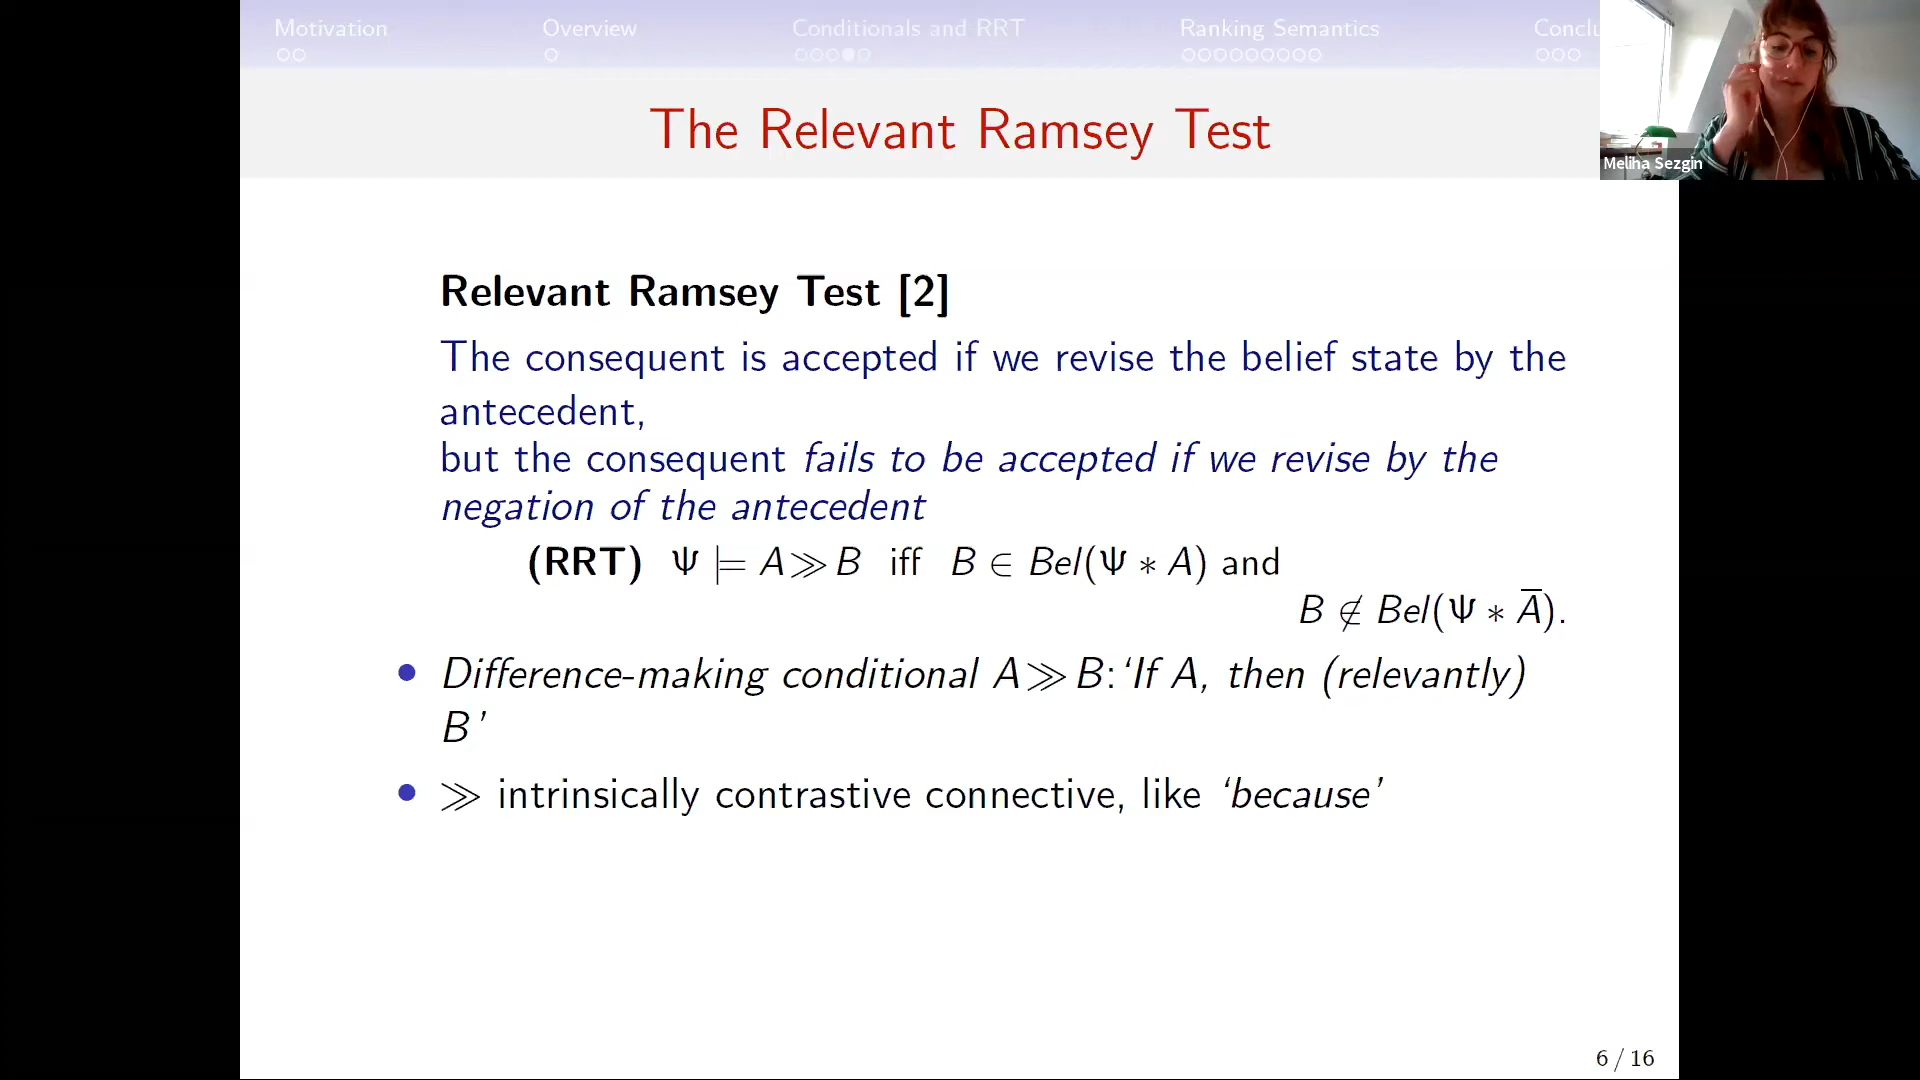 Motivation Overview Conditionals and RRT Ranking Semantics Conclu
The Relevant Ramsey Test
Meliha Sezgin
Relevant Ramsey Test [2]
The consequent is accepted if we revise the belief state by the
antecedent,
but the consequent fails to be accepted if we revise by the
negation of the antecedent
(RRT) Ψ ⊨ A ≫ B iff B ∈ Bel(Ψ ∗ A) and
B ∉ Bel(Ψ ∗ A̅).
• Difference-making conditional A ≫ B: ‘If A, then (relevantly)
B’
• ≫ intrinsically contrastive connective, like ‘because’
6 / 16